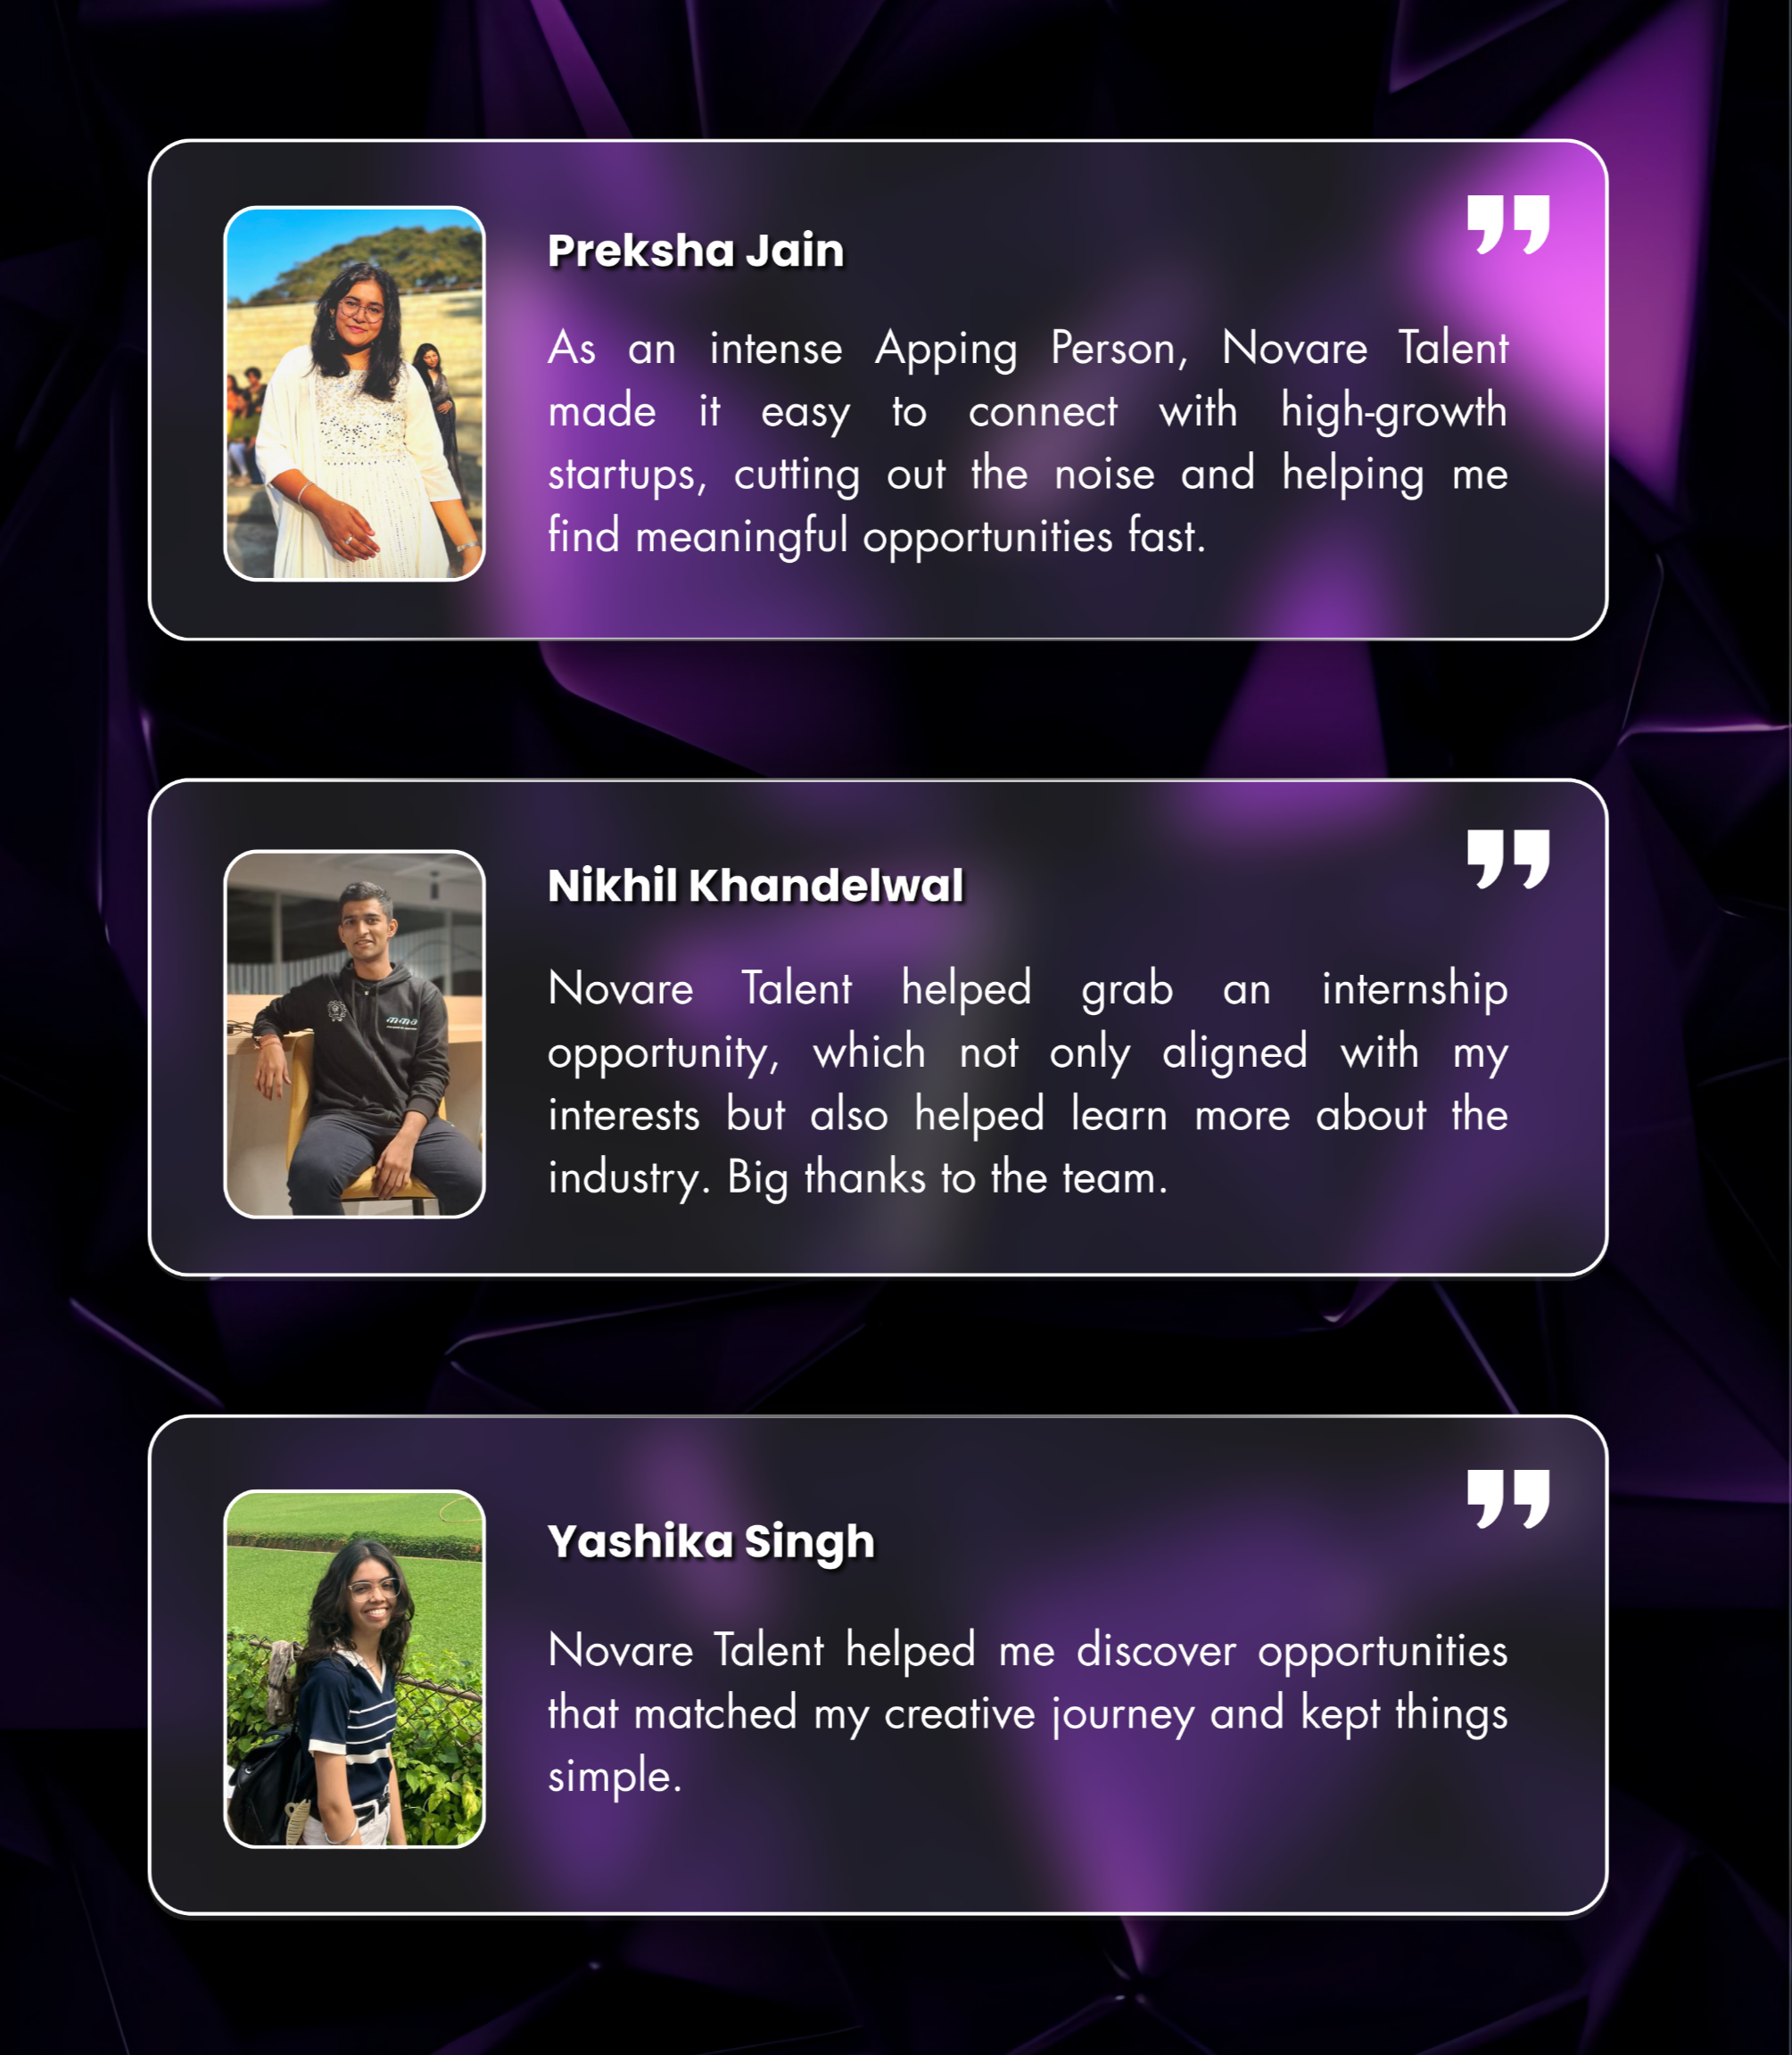 Preksha Jain
As an intense Apping Person, Novare Talent
made it easy to connect with high-growth
startups, cutting out the noise and helping me
find meaningful opportunities fast.
Nikhil Khandelwal
Novare Talent helped grab an internship
opportunity, which not only aligned with my
interests but also helped learn more about the
industry. Big thanks to the team.
Yashika Singh
Novare Talent helped me discover opportunities
that matched my creative journey and kept things
simple.